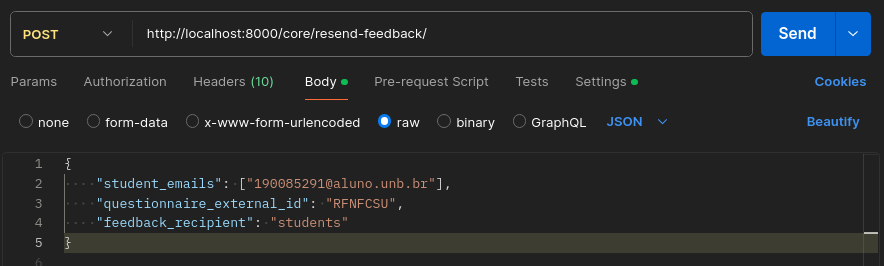 POST http://localhost:8000/core/resend-feedback/ Send
Params Authorization Headers (10) Body Pre-request Script Tests Settings Cookies
none form-data x-www-form-urlencoded raw binary GraphQL JSON Beautify
1 {
2 ····"student_emails":·["190085291@aluno.unb.br"],
3 ····"questionnaire_external_id":·"RFNFCSU",
4 ····"feedback_recipient":·"students"
5 }
6